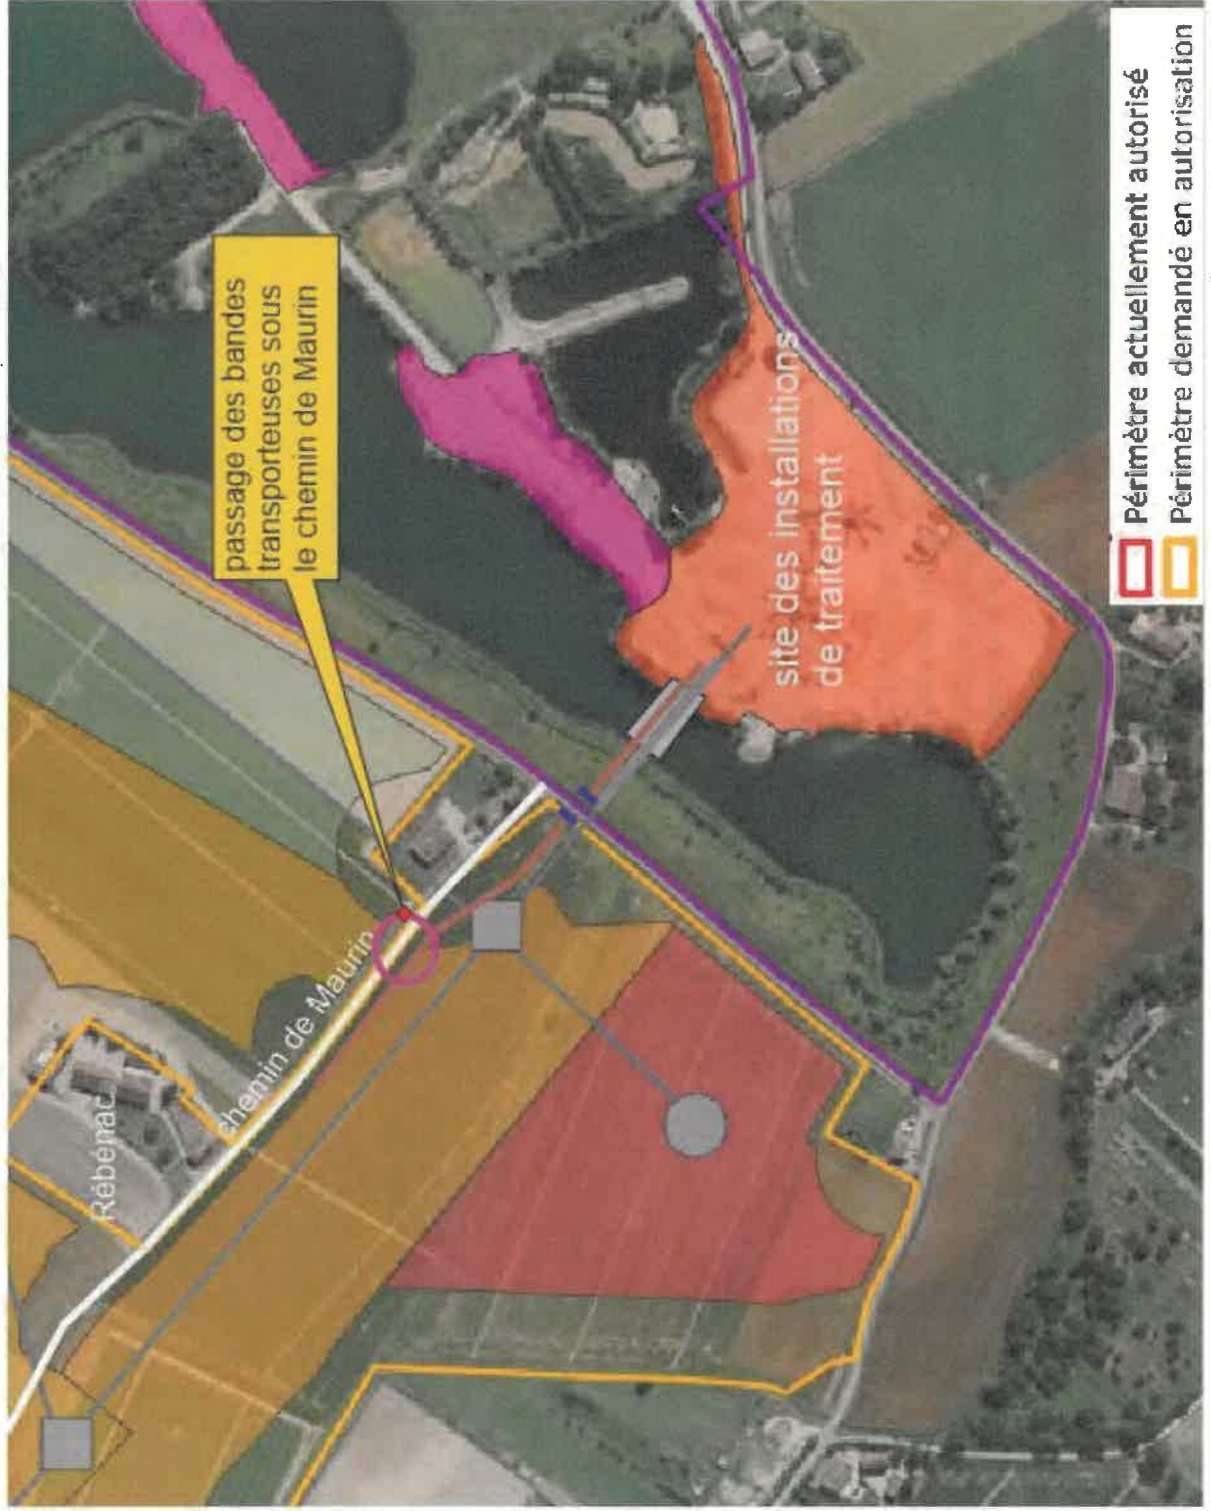 passage des bandes
transporteuses sous
le chemin de Maurin
Rébénac
chemin de Maurin
site des installations
de traitement
Périmètre actuellement autorisé
Périmètre demandé en autorisation